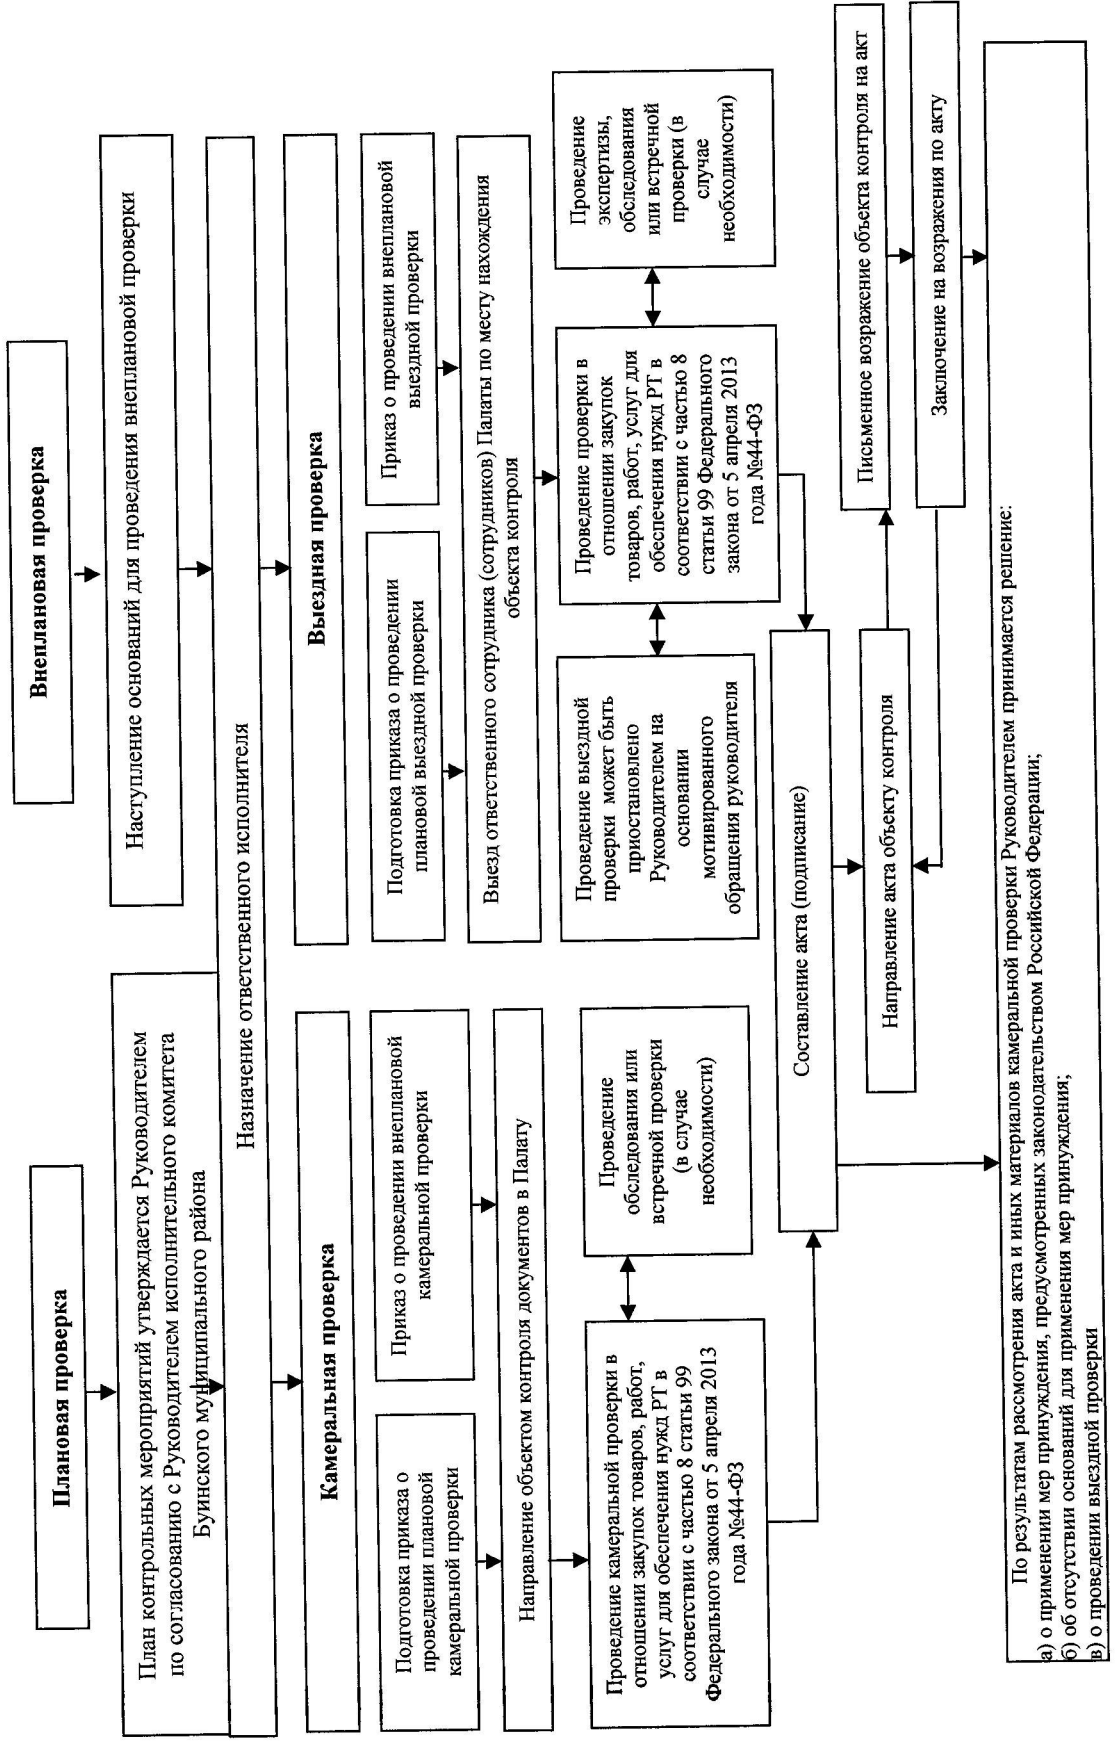 Плановая проверка
Внеплановая проверка
План контрольных мероприятий утверждается Руководителем
по согласованию с Руководителем исполнительного комитета
Буинского муниципального района
Наступление оснований для проведения внеплановой проверки
Назначение ответственного исполнителя
Камеральная проверка
Выездная проверка
Подготовка приказа о
проведении плановой
камеральной проверки
Приказ о проведении внеплановой
камеральной проверки
Подготовка приказа о проведении
плановой выездной проверки
Приказ о проведении внеплановой
выездной проверки
Направление объектом контроля документов в Палату
Выезд ответственного сотрудника (сотрудников) Палаты по месту нахождения
объекта контроля
Проведение камеральной проверки в
отношении закупок товаров, работ,
услуг для обеспечения нужд РТ в
соответствии с частью 8 статьи 99
Федерального закона от 5 апреля 2013
года №44-ФЗ
Проведение
обследования или
встречной проверки
(в случае
необходимости)
Проведение выездной
проверки может быть
приостановлено
Руководителем на
основании
мотивированного
обращения руководителя
Проведение проверки в
отношении закупок
товаров, работ, услуг для
обеспечения нужд РТ в
соответствии с частью 8
статьи 99 Федерального
закона от 5 апреля 2013
года №44-ФЗ
Проведение
экспертизы,
обследования
или встречной
проверки (в
случае
необходимости)
Составление акта (подписание)
Направление акта объекту контроля
Письменное возражение объекта контроля на акт
Заключение на возражения по акту
По результатам рассмотрения акта и иных материалов камеральной проверки Руководителем принимается решение:
а) о применении мер принуждения, предусмотренных законодательством Российской Федерации;
б) об отсутствии оснований для применения мер принуждения;
в) о проведении выездной проверки